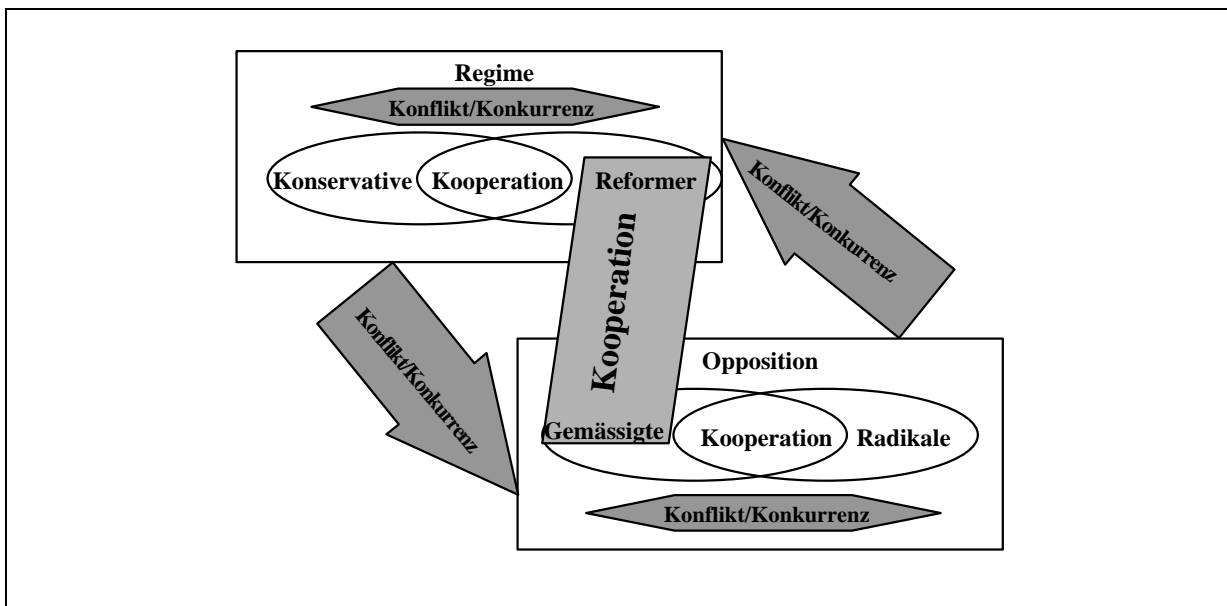 Regime
Konflikt/Konkurrenz
Konservative
Kooperation
Reformer
Kooperation
Konflikt/Konkurrenz
Konflikt/Konkurrenz
Opposition
Gemässigte
Kooperation
Radikale
Konflikt/Konkurrenz